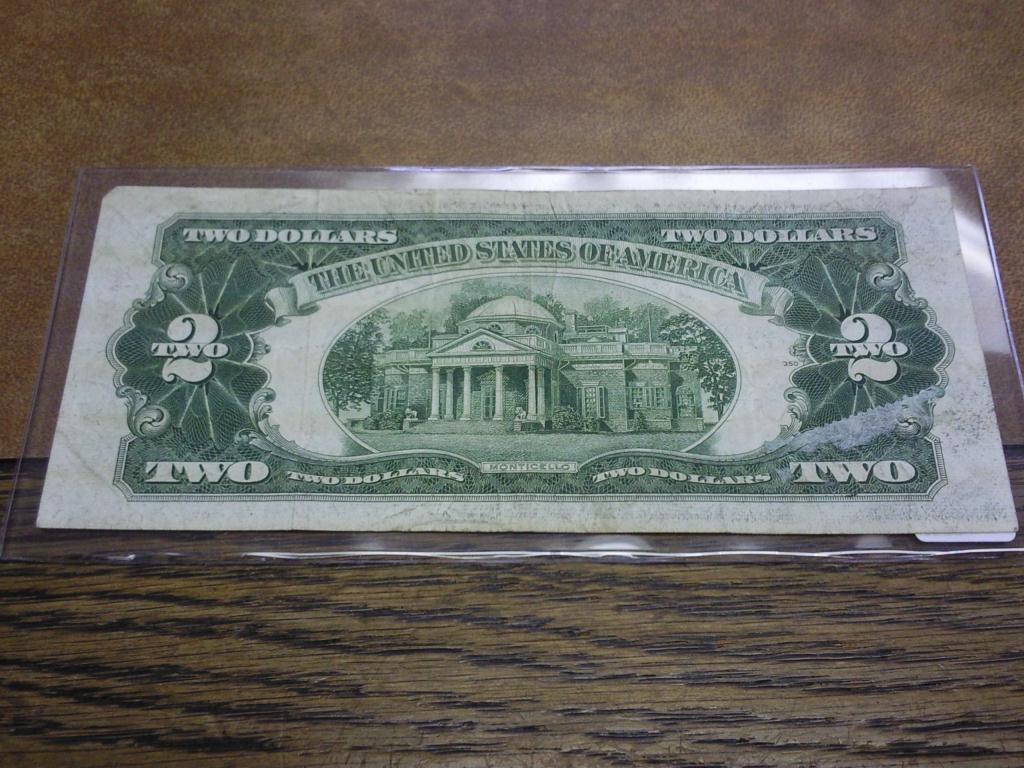 TWO DOLLARS TWO DOLLARS
THE UNITED STATES OF AMERICA
2 2
TWO TWO
350
MONTICELLO
TWO TWO DOLLARS TWO DOLLARS TWO